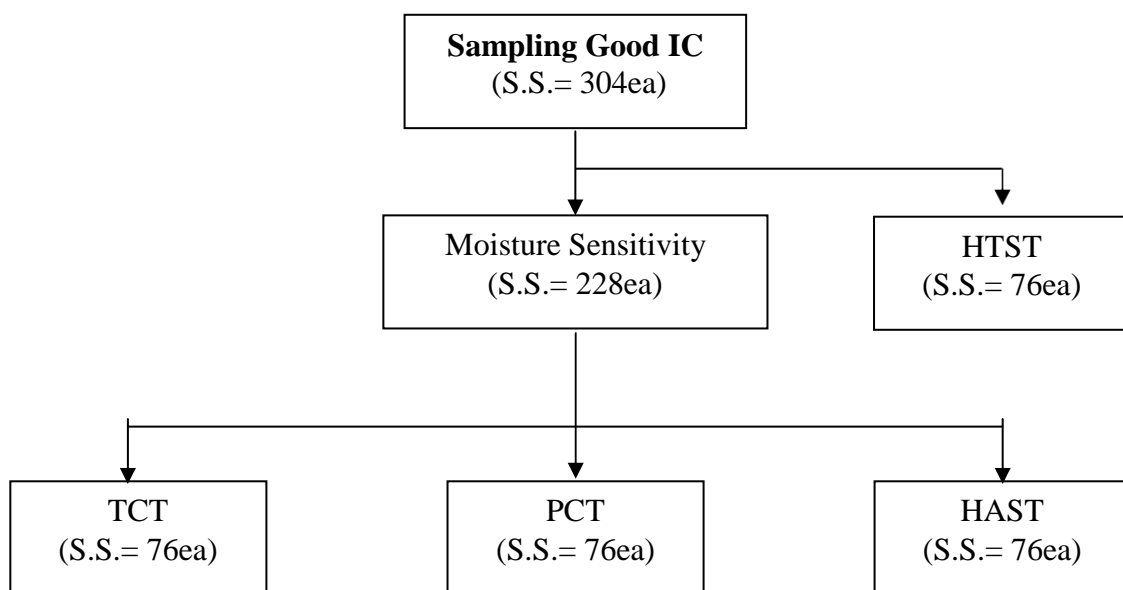 Sampling Good IC
(S.S.= 304ea)
Moisture Sensitivity
(S.S.= 228ea)
HTST
(S.S.= 76ea)
TCT
(S.S.= 76ea)
PCT
(S.S.= 76ea)
HAST
(S.S.= 76ea)